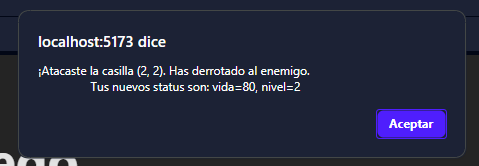 localhost:5173 dice
¡Atacaste la casilla (2, 2). Has derrotado al enemigo.
Tus nuevos status son: vida=80, nivel=2
Aceptar